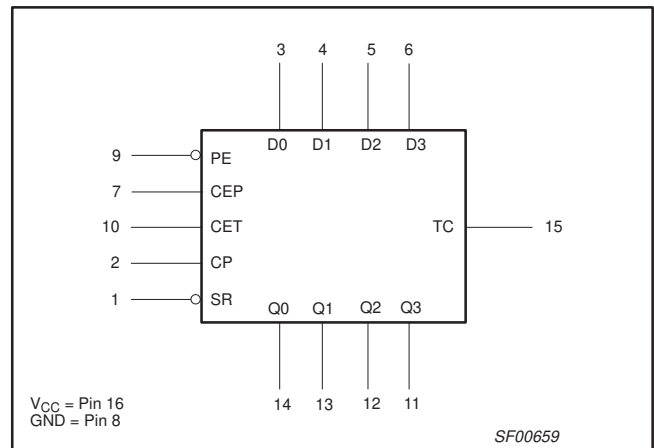 3 4 5 6
D0 D1 D2 D3
9 PE
7 CEP
10 CET TC 15
2 CP
1 SR
Q0 Q1 Q2 Q3
14 13 12 11
VCC = Pin 16
GND = Pin 8
SF00659